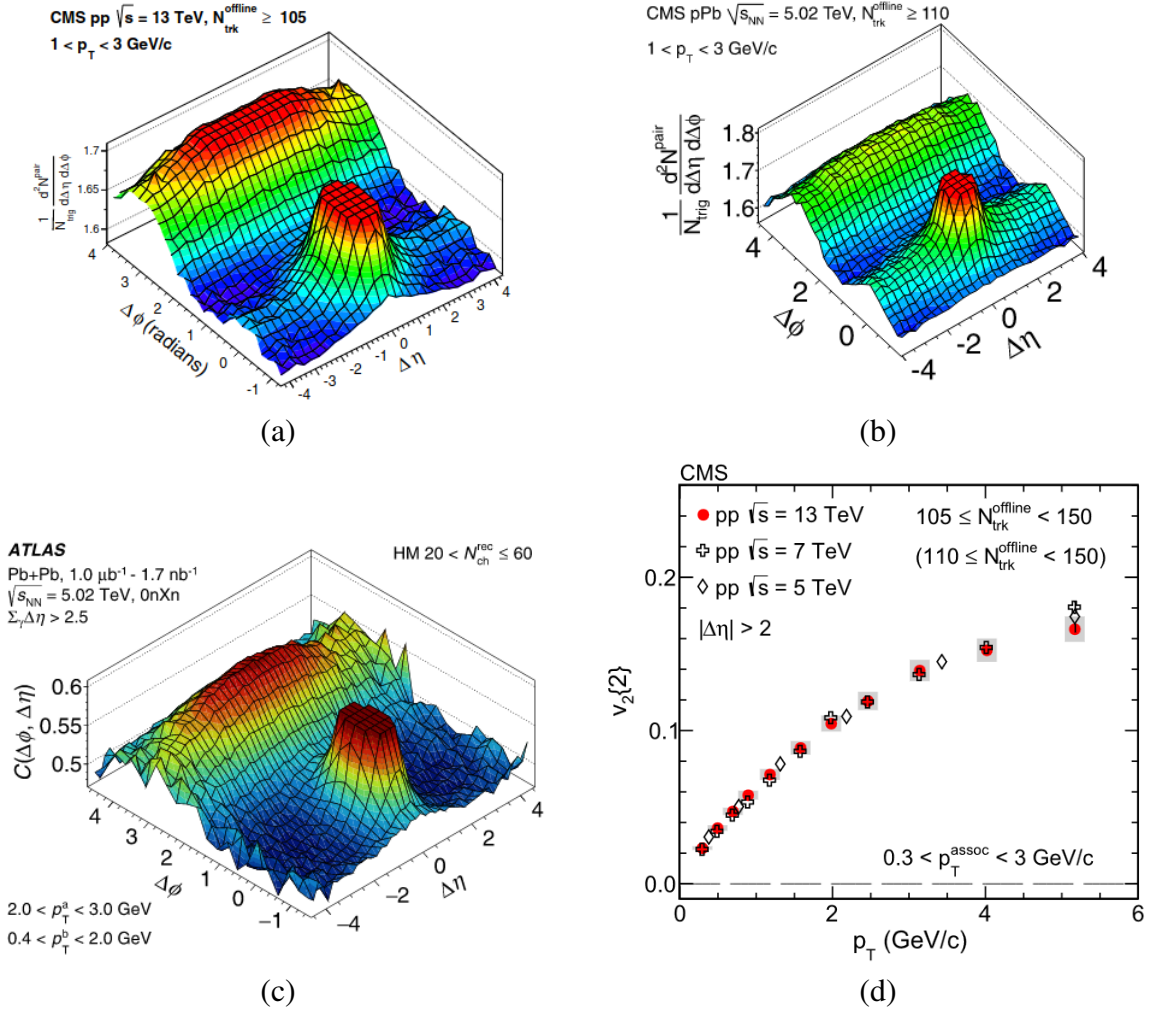 CMS pp √s = 13 TeV, N_trk^offline ≥ 105
1 < p_T < 3 GeV/c
1/N_trig d²N^pair/dΔη dΔϕ
1.7
1.65
1.6
4
3
2
1
0
-1
Δϕ (radians)
-4
-3
-2
-1
0
1
2
3
4
Δη
(a)
CMS pPb √s_NN = 5.02 TeV, N_trk^offline ≥ 110
1 < p_T < 3 GeV/c
1/N_trig d²N^pair/dΔη dΔϕ
1.8
1.7
1.6
4
2
0
Δϕ
-4
-2
0
2
4
Δη
(b)
ATLAS
Pb+Pb, 1.0 μb⁻¹ - 1.7 nb⁻¹
√s_NN = 5.02 TeV, 0nXn
Σ_γΔη > 2.5
HM 20 < N_ch^rec ≤ 60
C(Δϕ, Δη)
0.6
0.55
0.5
4
3
2
1
0
−1
Δϕ
−4
−2
0
2
4
Δη
2.0 < p_T^a < 3.0 GeV
0.4 < p_T^b < 2.0 GeV
(c)
CMS
pp √s = 13 TeV
pp √s = 7 TeV
pp √s = 5 TeV
105 ≤ N_trk^offline < 150
(110 ≤ N_trk^offline < 150)
|Δη| > 2
0.3 < p_T^assoc < 3 GeV/c
v₂{2}
0.2
0.1
0.0
0
2
4
6
p_T (GeV/c)
(d)